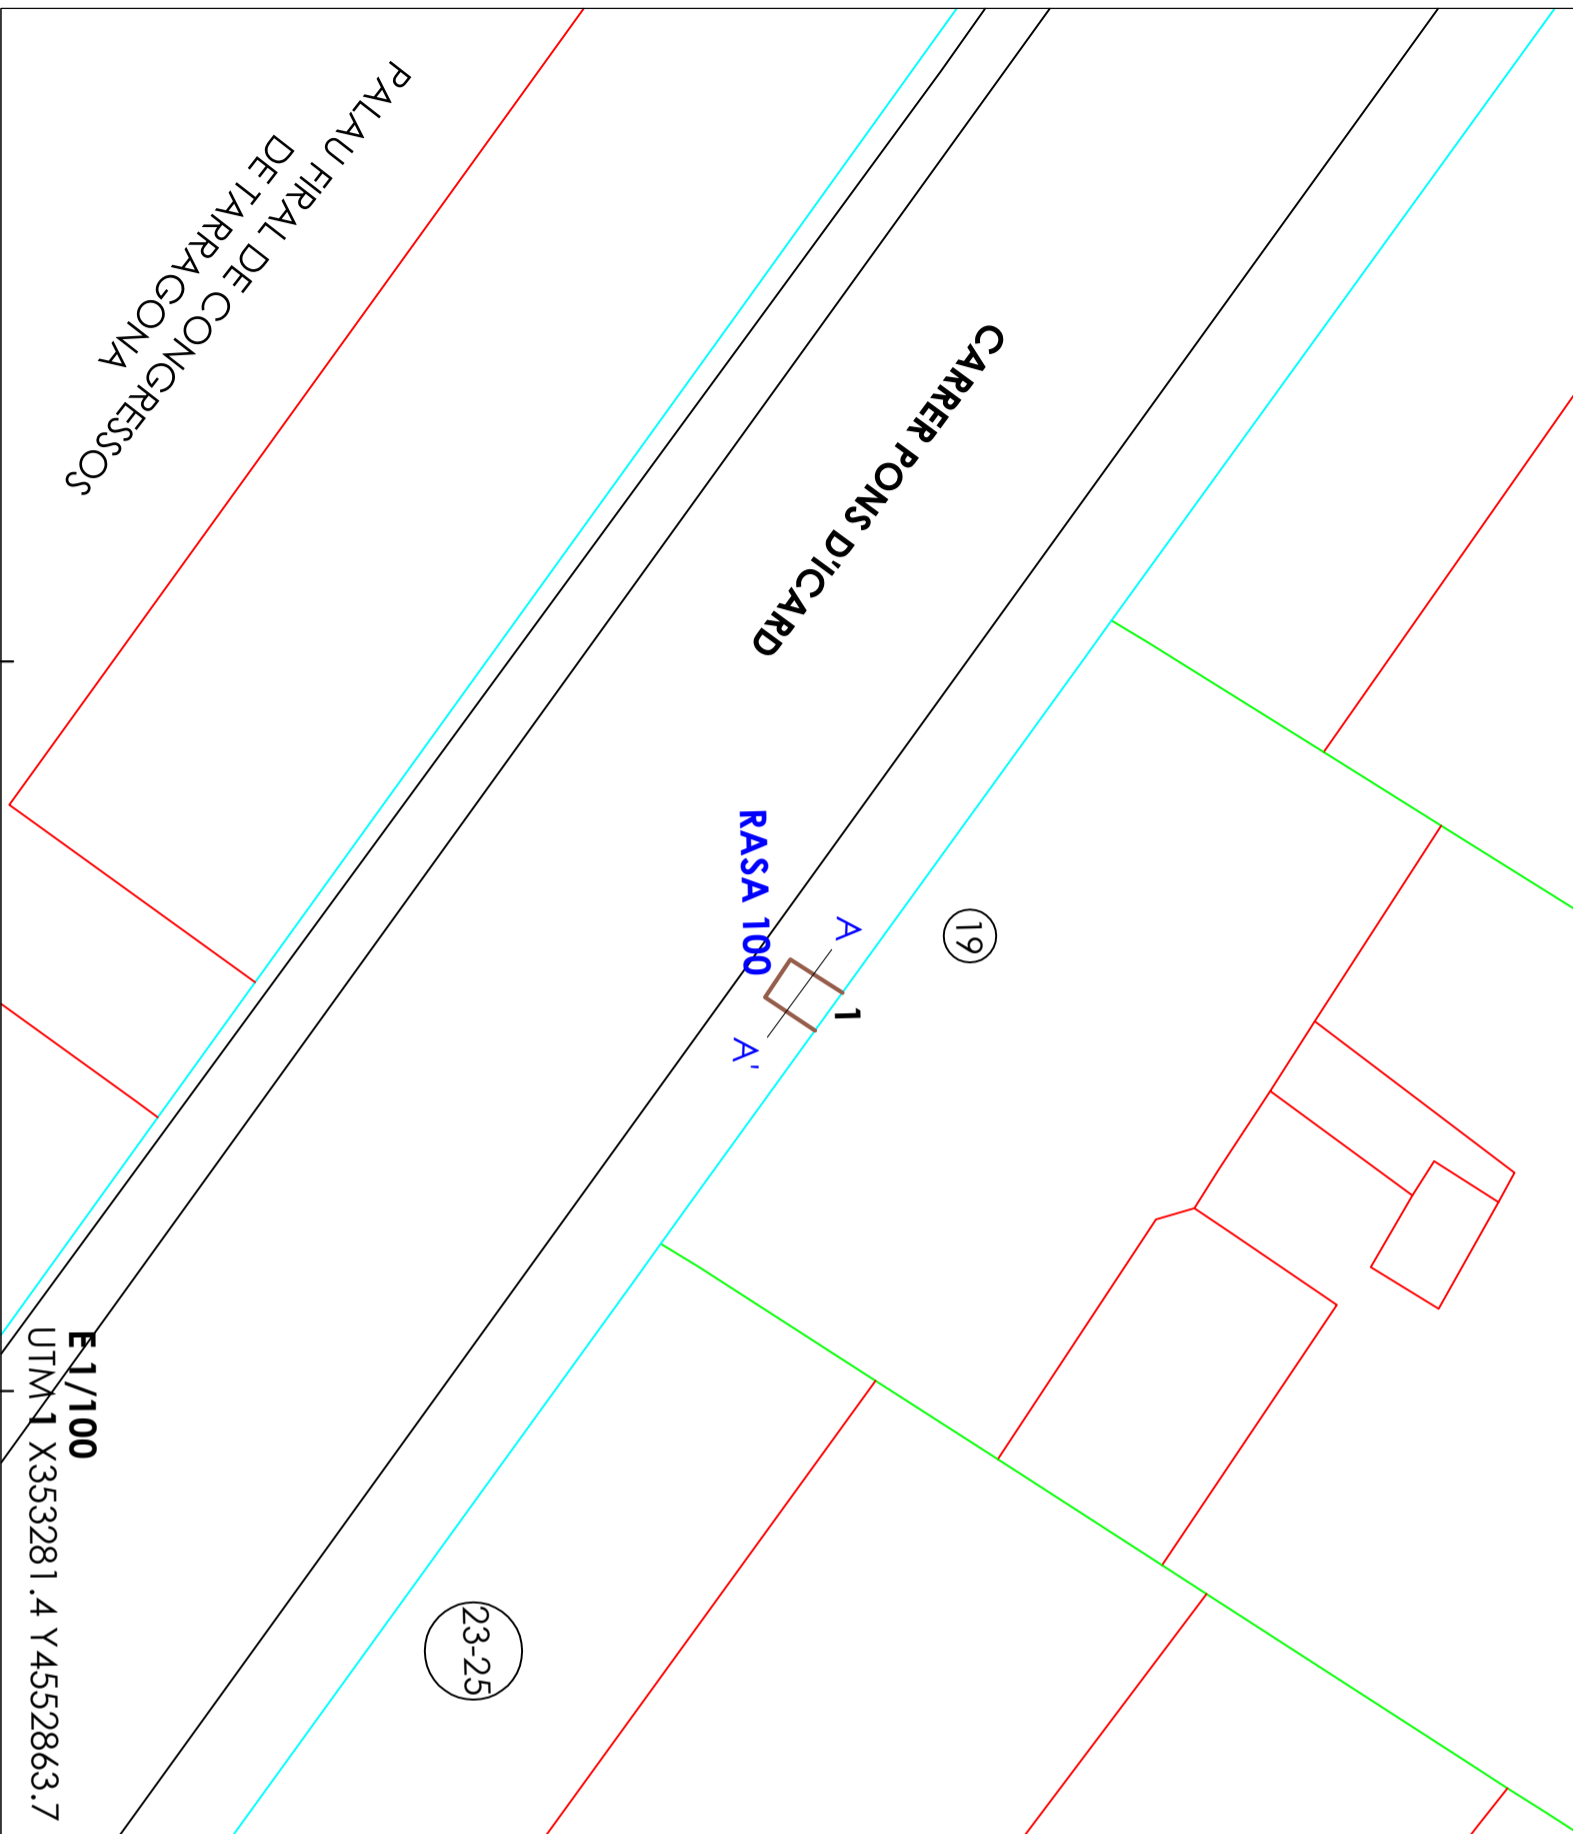 PALAU FIRAL DE CONGRESSOS
DE TARRAGONA
CARRER PONS D'ICARD
19
RASA 100
A
1
A'
23-25
E 1/100
UTM 1 X353281.4 Y4552863.7